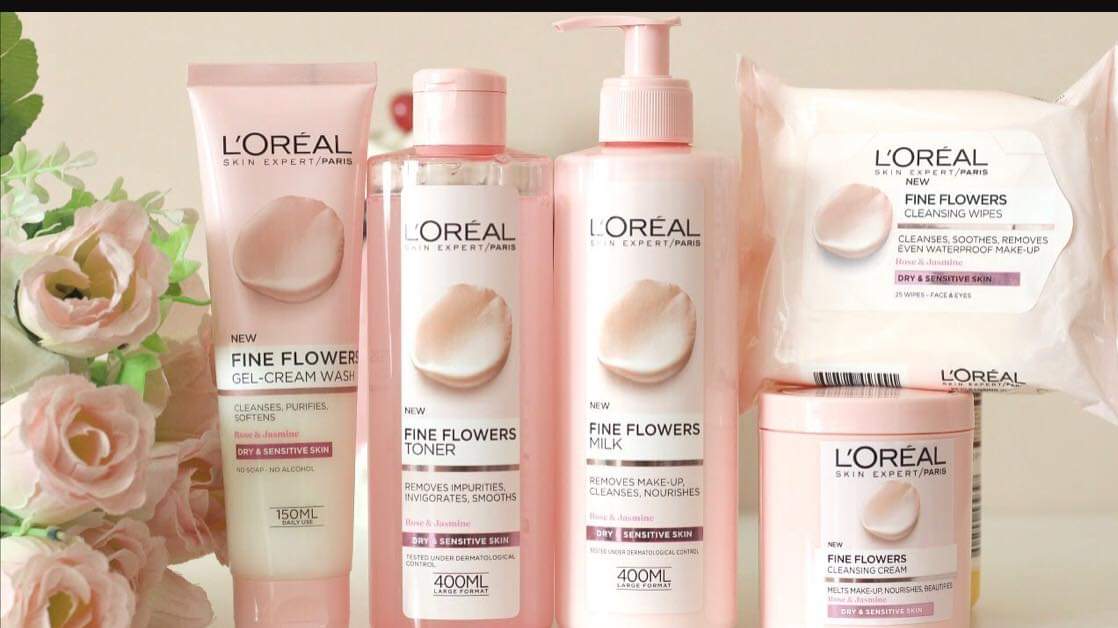 L'ORÉAL
SKIN EXPERT/PARIS
NEW
FINE FLOWERS
GEL-CREAM WASH
CLEANSES, PURIFIES,
SOFTENS
Rose & Jasmine
DRY & SENSITIVE SKIN
NO SOAP - NO ALCOHOL
150ML
DAILY USE
L'ORÉAL
SKIN EXPERT/PARIS
NEW
FINE FLOWERS
TONER
REMOVES IMPURITIES,
INVIGORATES, SMOOTHS
Rose & Jasmine
DRY & SENSITIVE SKIN
TESTED UNDER DERMATOLOGICAL
CONTROL
400ML
LARGE FORMAT
L'ORÉAL
SKIN EXPERT/PARIS
NEW
FINE FLOWERS
MILK
REMOVES MAKE-UP,
CLEANSES, NOURISHES
Rose & Jasmine
DRY & SENSITIVE SKIN
TESTED UNDER DERMATOLOGICAL CONTROL
400ML
LARGE FORMAT
L'ORÉAL
SKIN EXPERT/PARIS
NEW
FINE FLOWERS
CLEANSING WIPES
CLEANSES, SOOTHES, REMOVES
EVEN WATERPROOF MAKE-UP
Rose & Jasmine
DRY & SENSITIVE SKIN
25 WIPES - FACE & EYES
L'ORÉAL
SKIN EXPERT/PARIS
L'ORÉAL
SKIN EXPERT/PARIS
NEW
FINE FLOWERS
CLEANSING CREAM
MELTS MAKE-UP, NOURISHES, BEAUTIFIES
Rose & Jasmine
DRY & SENSITIVE SKIN